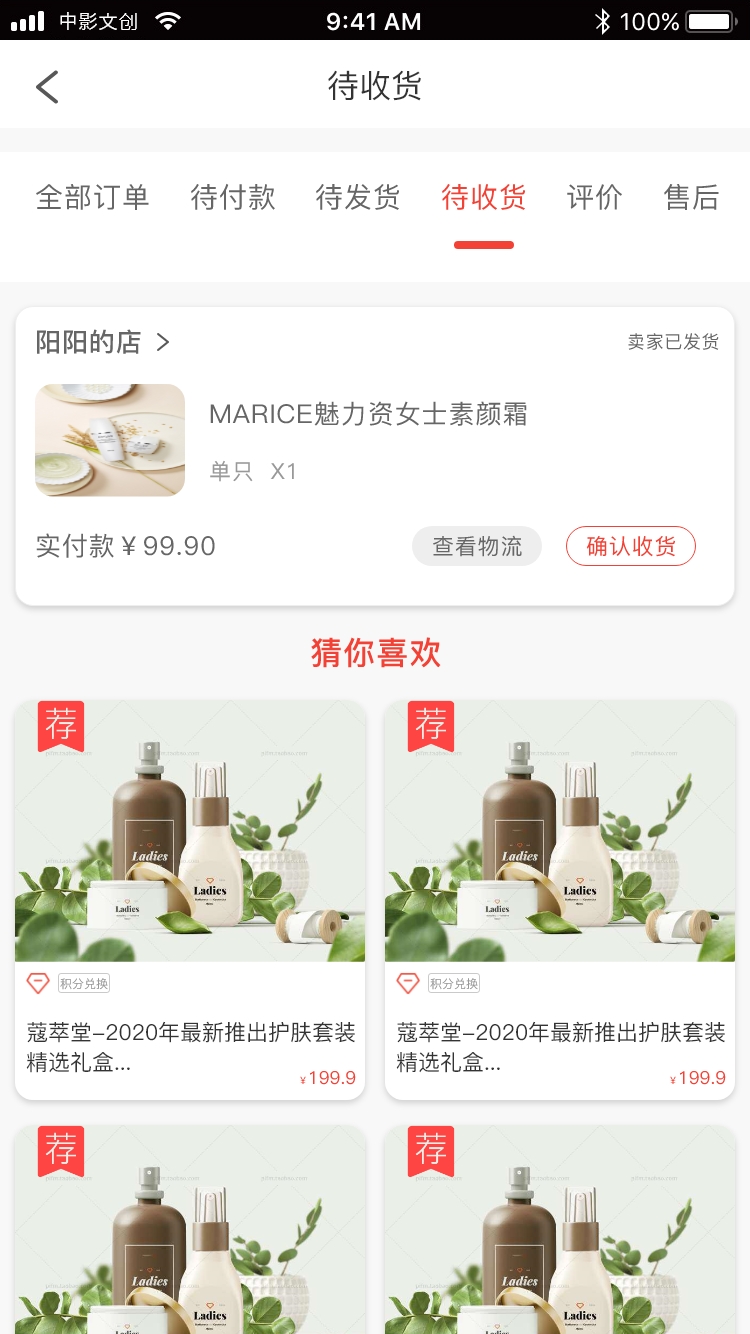 中影文创 9:41 AM 100%
待收货
全部订单 待付款 待发货 待收货 评价 售后
阳阳的店 > 卖家已发货
MARICE魅力资女士素颜霜
单只 X1
实付款￥99.90 查看物流 确认收货
猜你喜欢
荐 荐
Ladies Ladies
Ladies Ladies
Ladies Ladies
积分兑换 积分兑换
蔻萃堂-2020年最新推出护肤套装
精选礼盒...
¥199.9
蔻萃堂-2020年最新推出护肤套装
精选礼盒...
¥199.9
荐 荐
Ladies Ladies
Ladies Ladies
Ladies Ladies